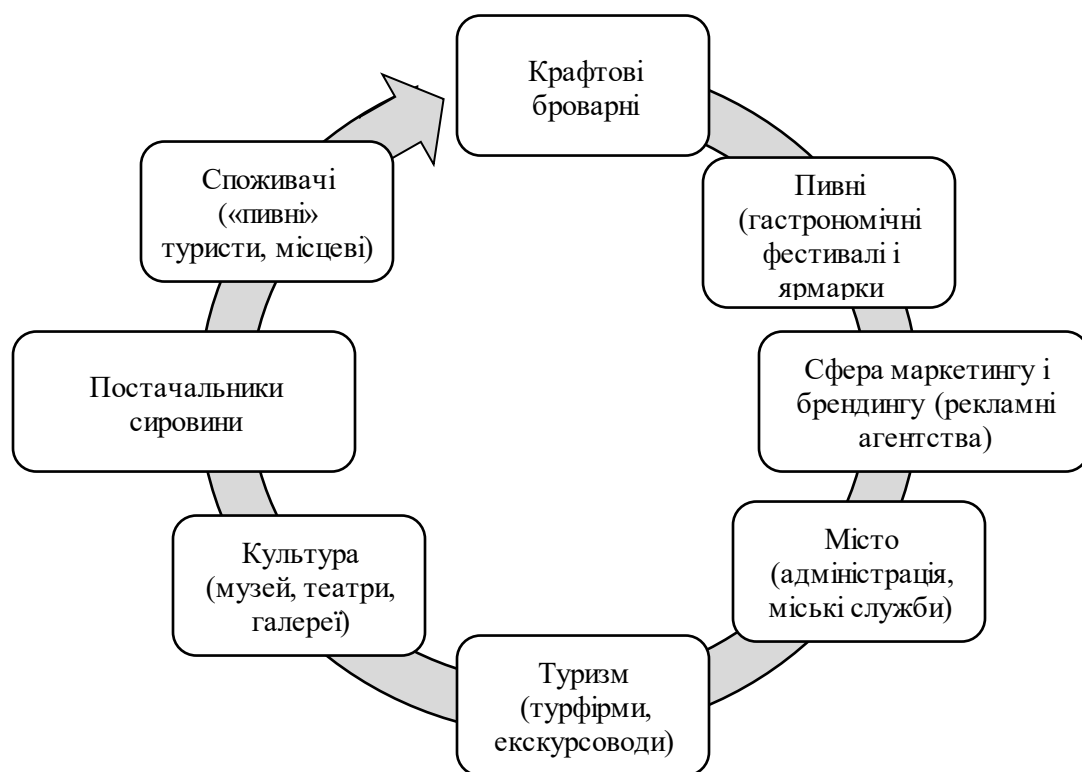 Крафтові
броварні
Пивні
(гастрономічні
фестивалі і
ярмарки
Сфера маркетингу і
брендингу (рекламні
агентства)
Місто
(адміністрація,
міські служби)
Туризм
(турфірми,
екскурсоводи)
Культура
(музей, театри,
галереї)
Постачальники
сировини
Споживачі
(«пивні»
туристи, місцеві)